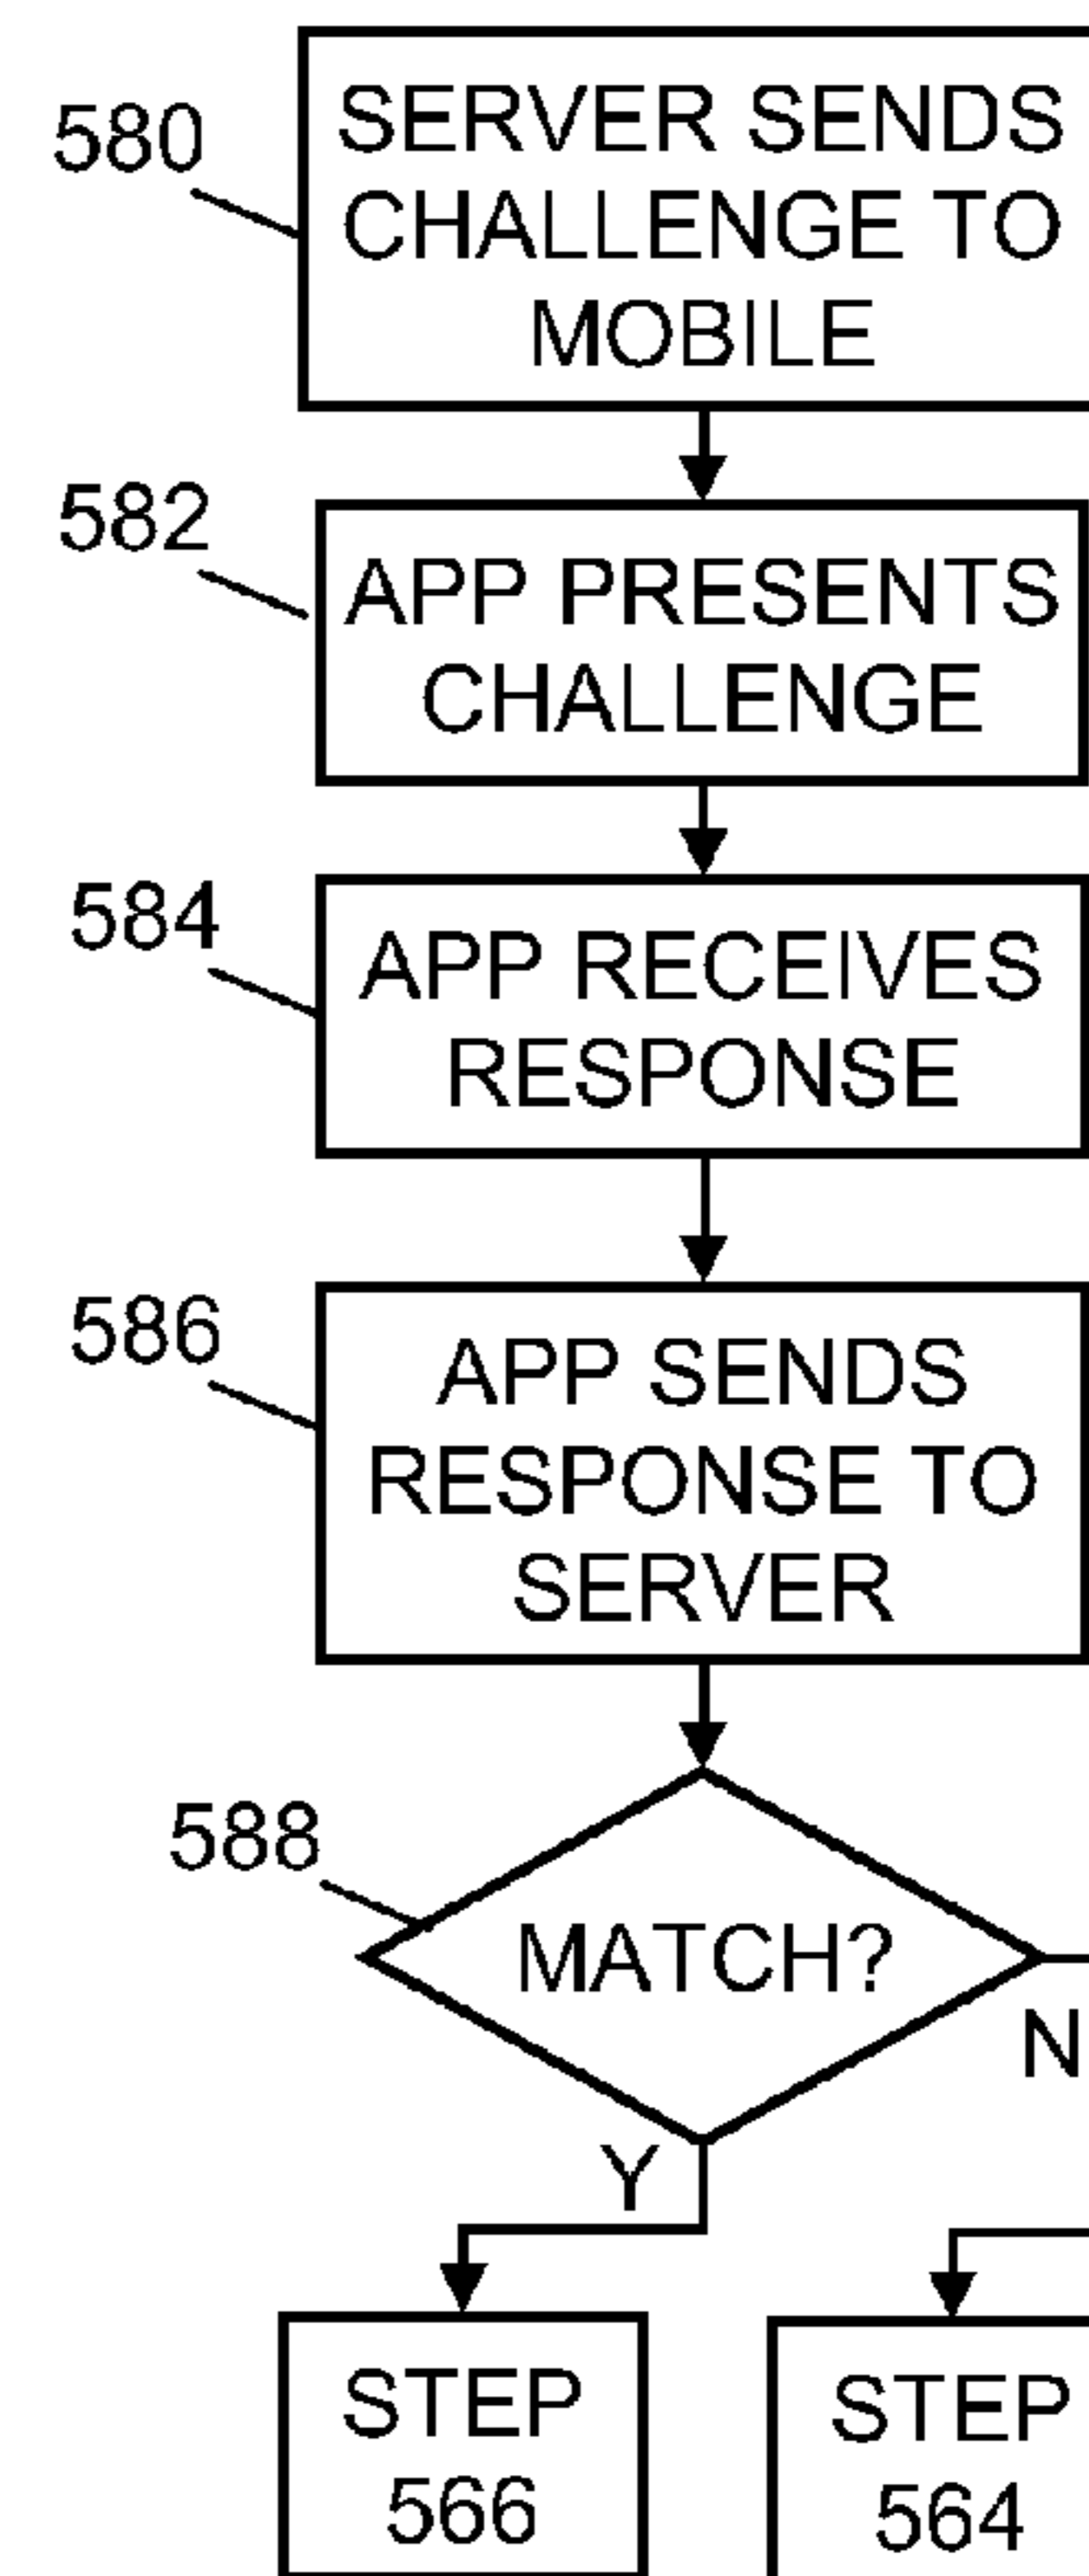 580
SERVER SENDS
CHALLENGE TO
MOBILE
582
APP PRESENTS
CHALLENGE
584
APP RECEIVES
RESPONSE
586
APP SENDS
RESPONSE TO
SERVER
588
MATCH?
N
Y
STEP
566
STEP
564